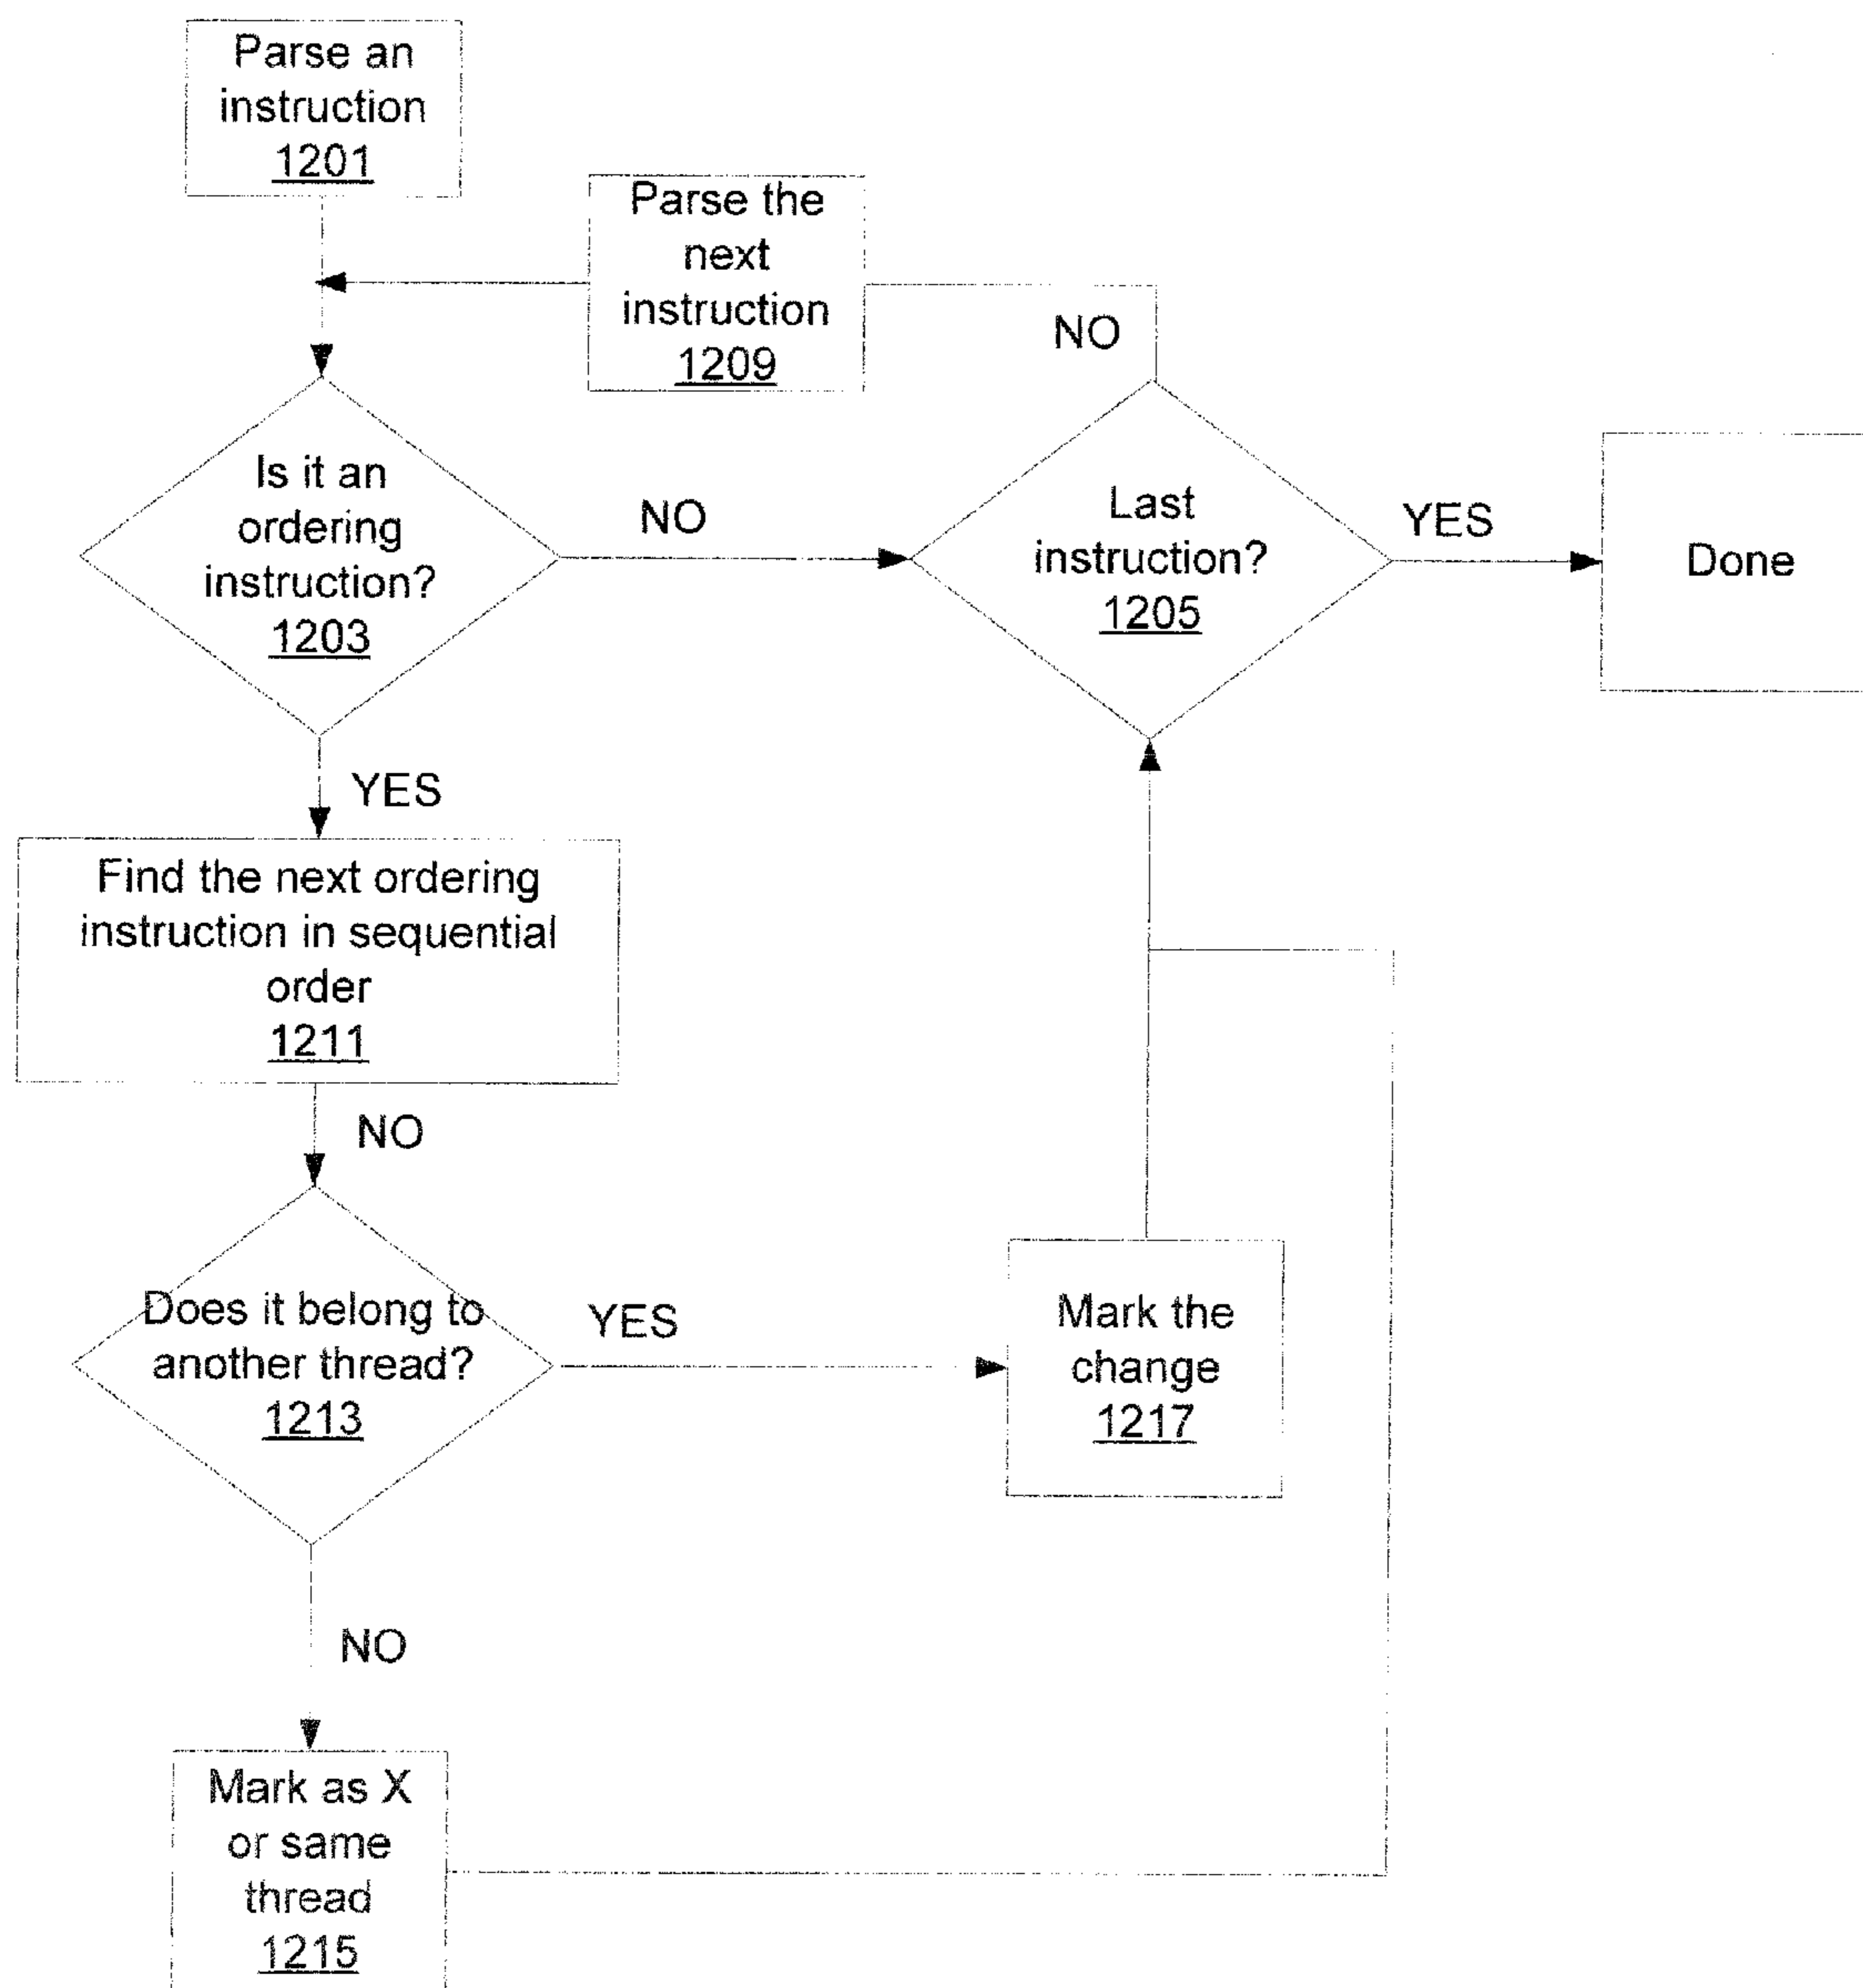 Parse an
instruction
1201
Parse the
next
instruction
1209
NO
Is it an
ordering
instruction?
1203
NO
Last
instruction?
1205
YES
Done
YES
Find the next ordering
instruction in sequential
order
1211
NO
Does it belong to
another thread?
1213
YES
Mark the
change
1217
NO
Mark as X
or same
thread
1215